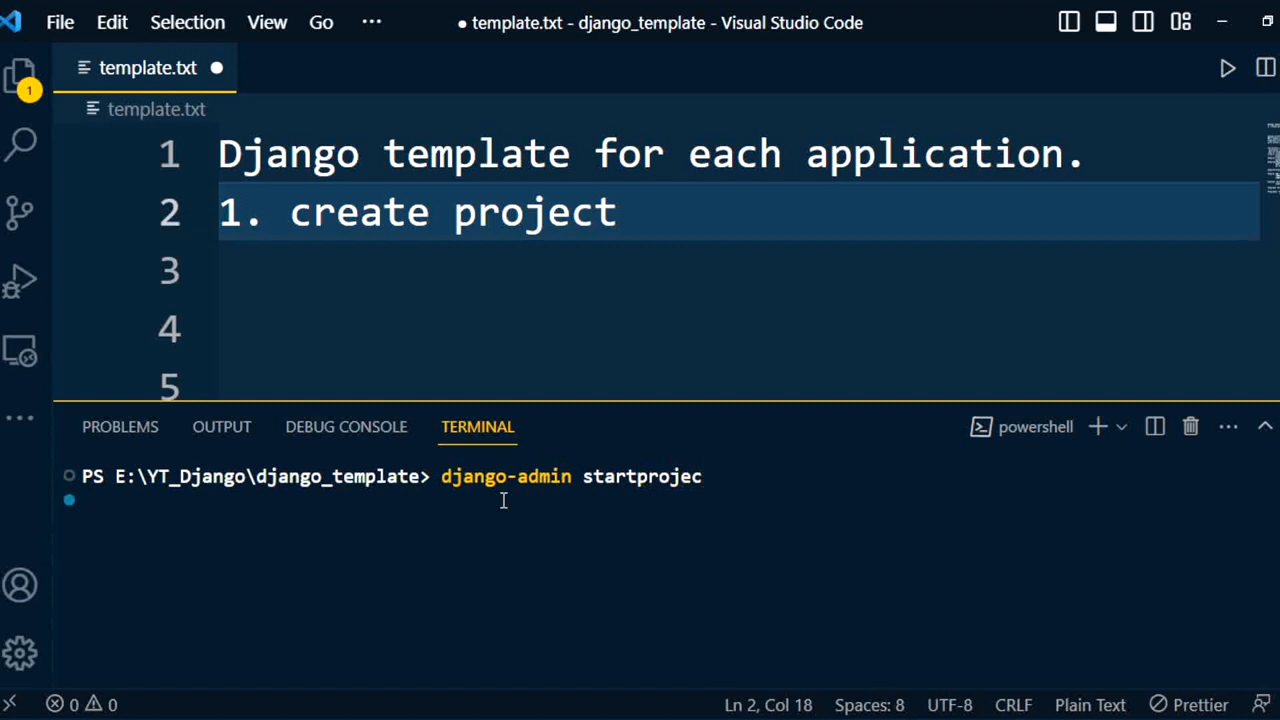 File Edit Selection View Go ··· ● template.txt - django_template - Visual Studio Code
template.txt ●
1
template.txt
1 Django template for each application.
2 1. create project
3
4
5
PROBLEMS OUTPUT DEBUG CONSOLE TERMINAL powershell
PS E:\YT_Django\django_template> django-admin startprojec
0 0 Ln 2, Col 18 Spaces: 8 UTF-8 CRLF Plain Text Prettier